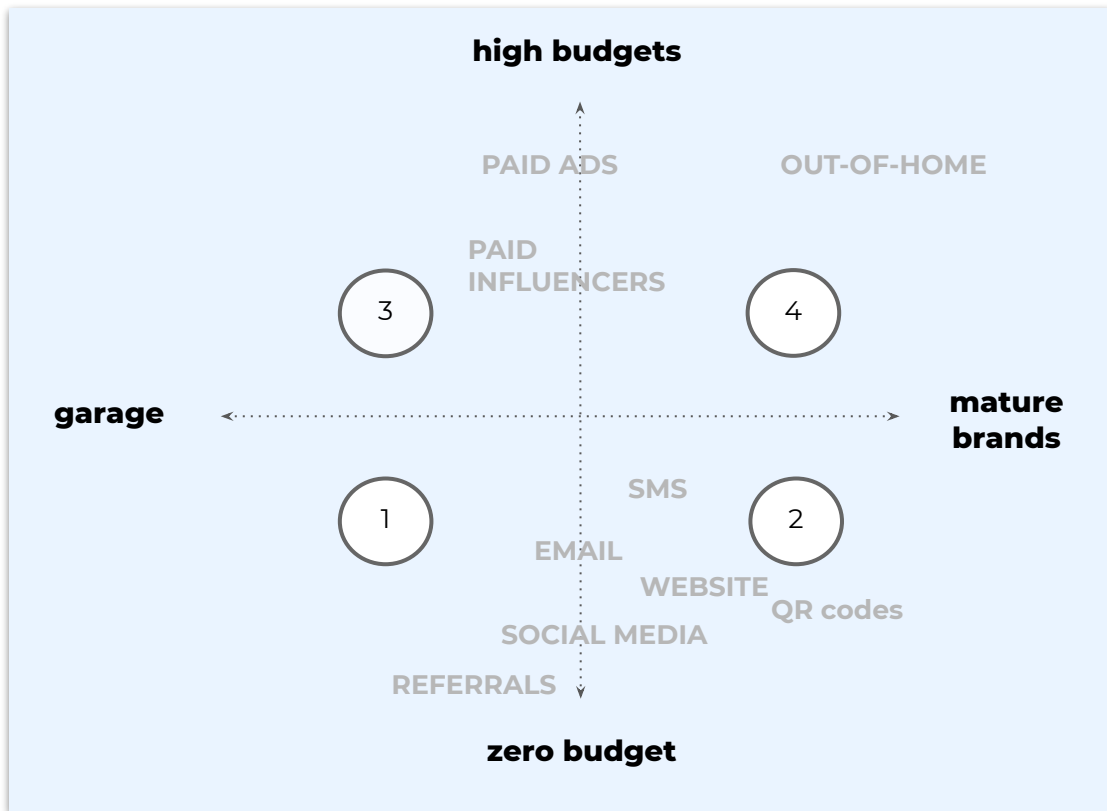 high budgets
PAID ADS
OUT-OF-HOME
PAID
INFLUENCERS
3
4
garage
mature
brands
SMS
1
2
EMAIL
WEBSITE
QR codes
SOCIAL MEDIA
REFERRALS
zero budget